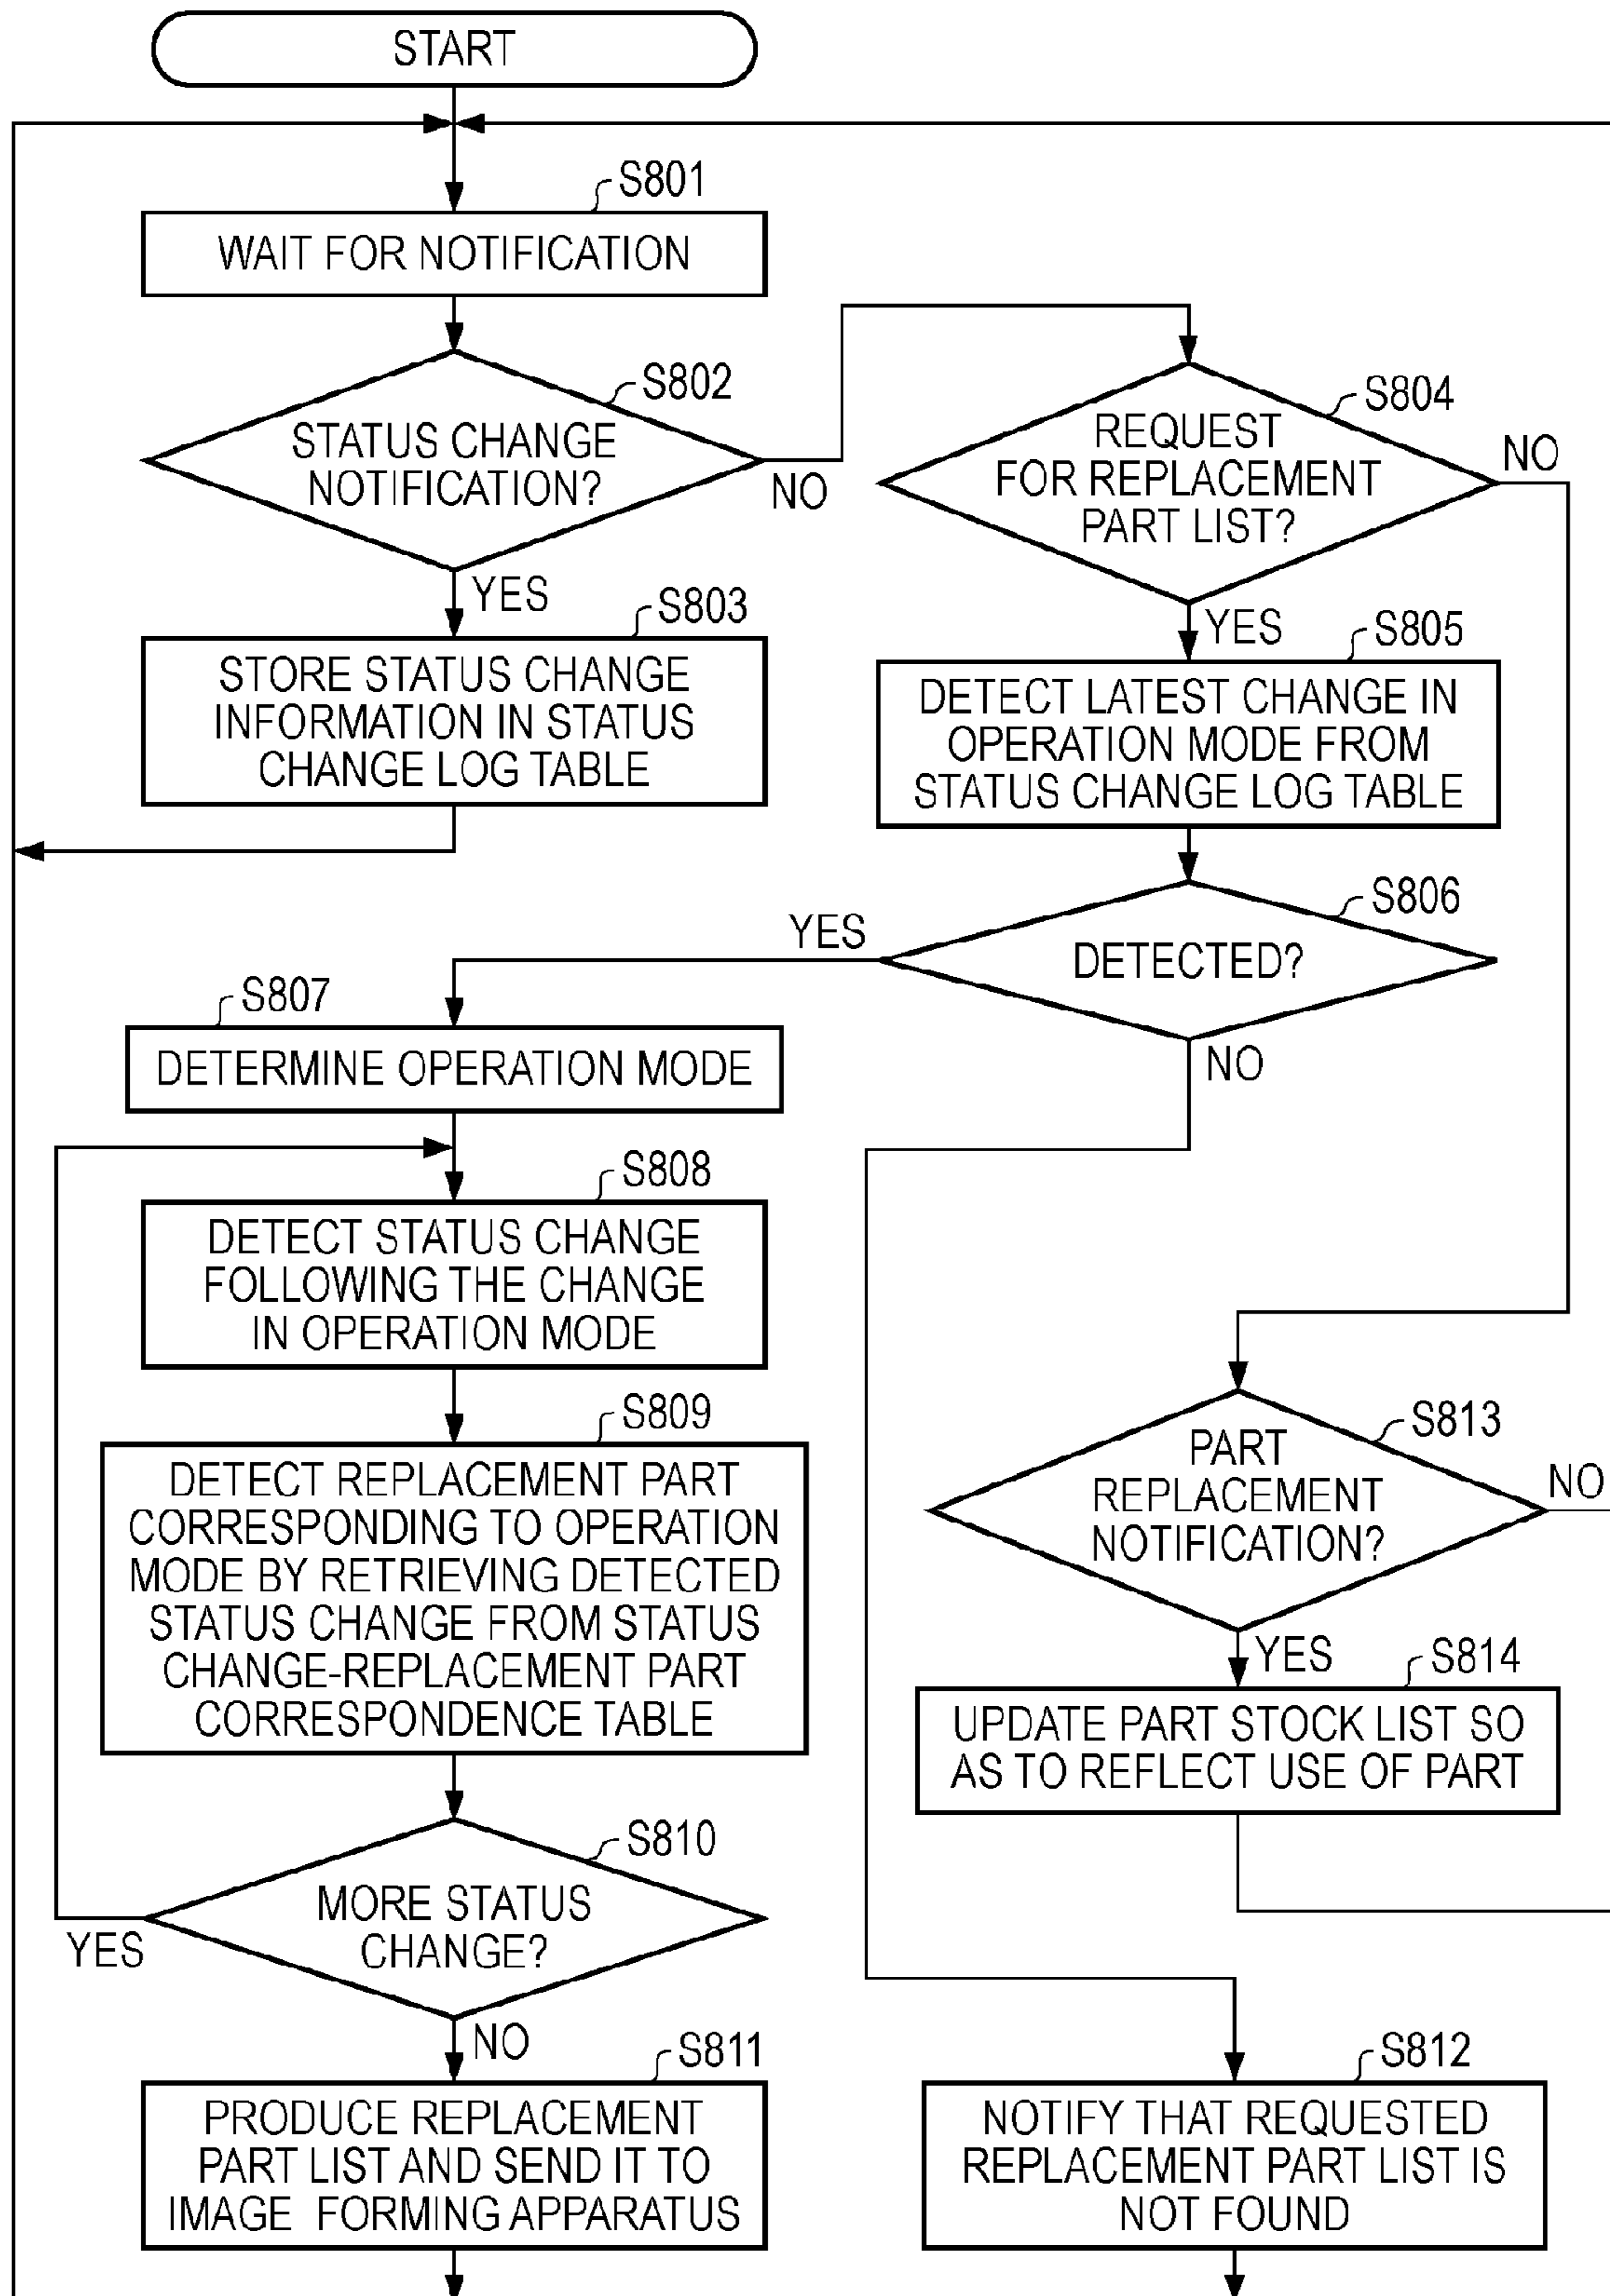 START
S801
WAIT FOR NOTIFICATION
S802
STATUS CHANGE
NOTIFICATION?
NO
YES
S803
STORE STATUS CHANGE
INFORMATION IN STATUS
CHANGE LOG TABLE
S804
REQUEST
FOR REPLACEMENT
PART LIST?
NO
YES
S805
DETECT LATEST CHANGE IN
OPERATION MODE FROM
STATUS CHANGE LOG TABLE
S806
DETECTED?
YES
NO
S807
DETERMINE OPERATION MODE
S808
DETECT STATUS CHANGE
FOLLOWING THE CHANGE
IN OPERATION MODE
S809
DETECT REPLACEMENT PART
CORRESPONDING TO OPERATION
MODE BY RETRIEVING DETECTED
STATUS CHANGE FROM STATUS
CHANGE-REPLACEMENT PART
CORRESPONDENCE TABLE
S810
MORE STATUS
CHANGE?
YES
NO
S811
PRODUCE REPLACEMENT
PART LIST AND SEND IT TO
IMAGE FORMING APPARATUS
S813
PART
REPLACEMENT
NOTIFICATION?
NO
YES
S814
UPDATE PART STOCK LIST SO
AS TO REFLECT USE OF PART
S812
NOTIFY THAT REQUESTED
REPLACEMENT PART LIST IS
NOT FOUND